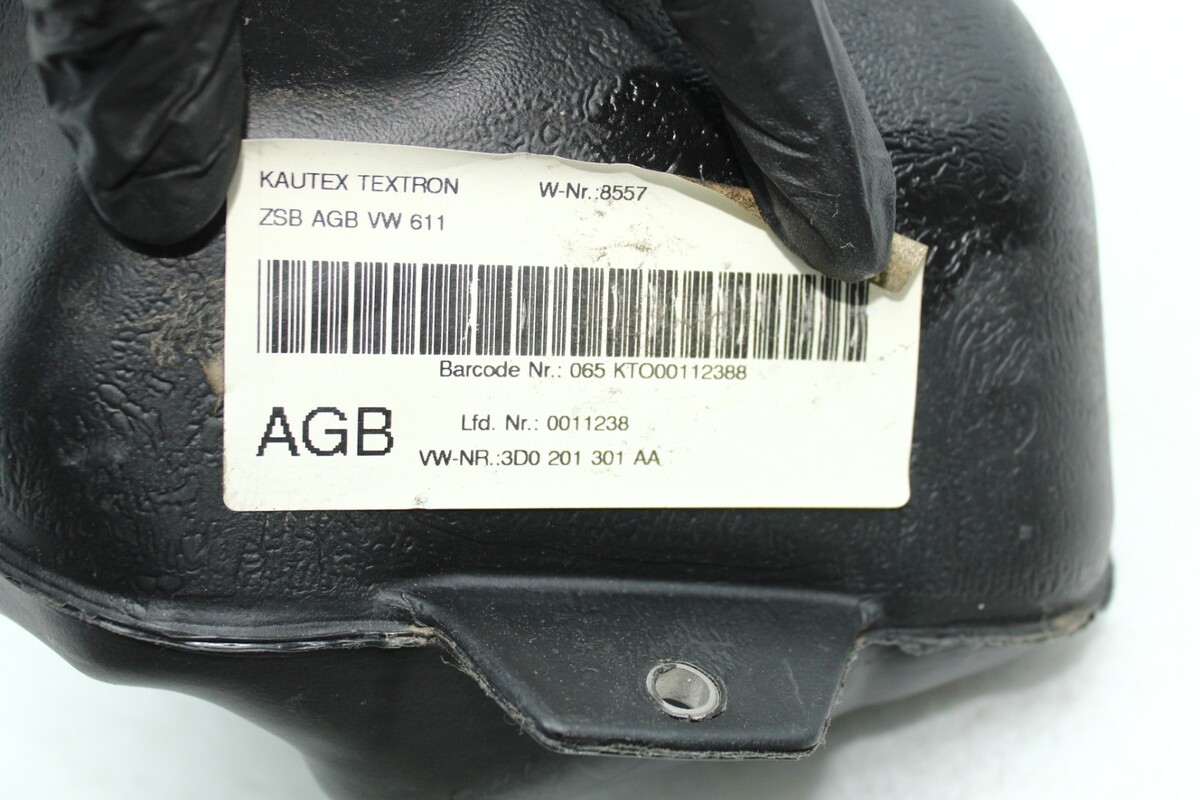 KAUTEX TEXTRON W-Nr.:8557
ZSB AGB VW 611
Barcode Nr.: 065 KTO00112388
AGB
Lfd. Nr.: 0011238
VW-NR.:3D0 201 301 AA